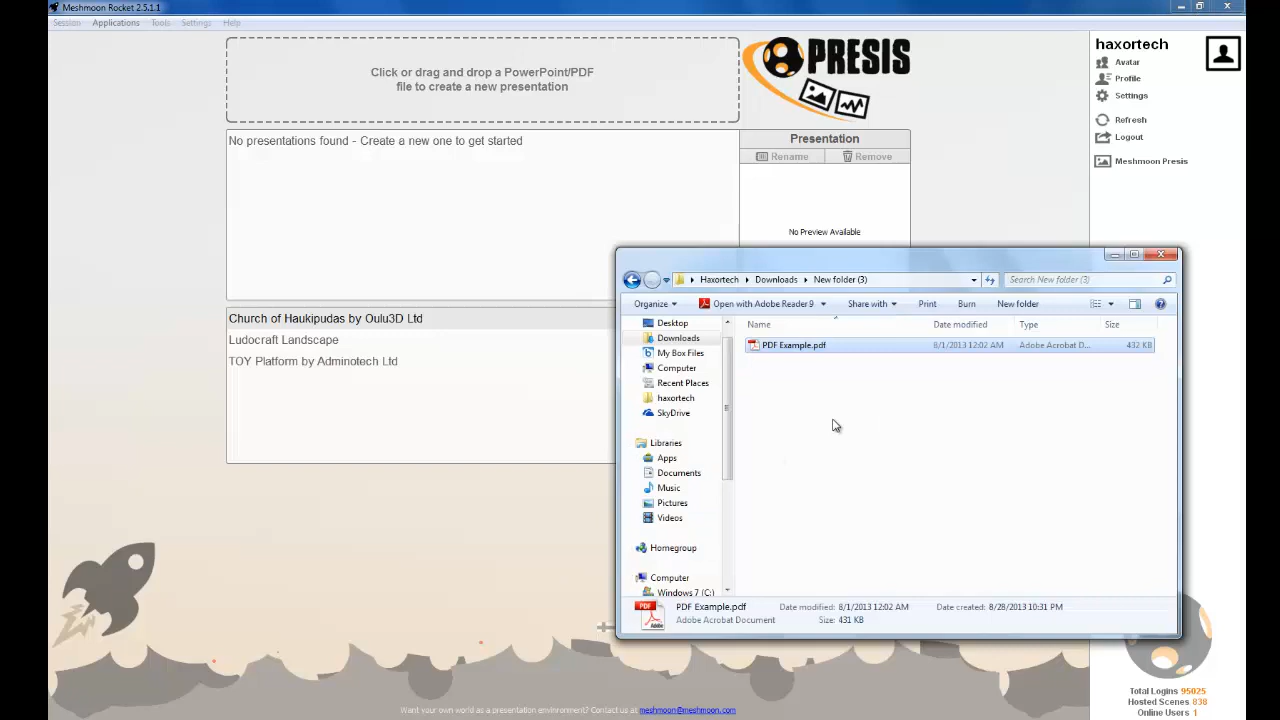 Meshmoon Rocket 2.5.1.1
Session Applications Tools Settings Help
Click or drag and drop a PowerPoint/PDF
file to create a new presentation
PRESIS
No presentations found - Create a new one to get started
Presentation
Rename Remove
No Preview Available
Church of Haukipudas by Oulu3D Ltd
Ludocraft Landscape
TOY Platform by Adminotech Ltd
haxortech
Avatar
Profile
Settings
Refresh
Logout
Meshmoon Presis
Haxortech Downloads New folder (3) Search New folder (3)
Organize Open with Adobe Reader 9 Share with Print Burn New folder
Name Date modified Type Size
PDF Example.pdf 8/1/2013 12:02 AM Adobe Acrobat D... 432 KB
Desktop
Downloads
My Box Files
Computer
Recent Places
haxortech
SkyDrive
Libraries
Apps
Documents
Music
Pictures
Videos
Homegroup
Computer
Windows 7 (C:)
PDF Example.pdf Date modified: 8/1/2013 12:02 AM Date created: 8/28/2013 10:31 PM
Adobe Acrobat Document Size: 431 KB
Want your own world as a presentation environment? Contact us at meshmoon@meshmoon.com
Total Logins 95025
Hosted Scenes 838
Online Users 1